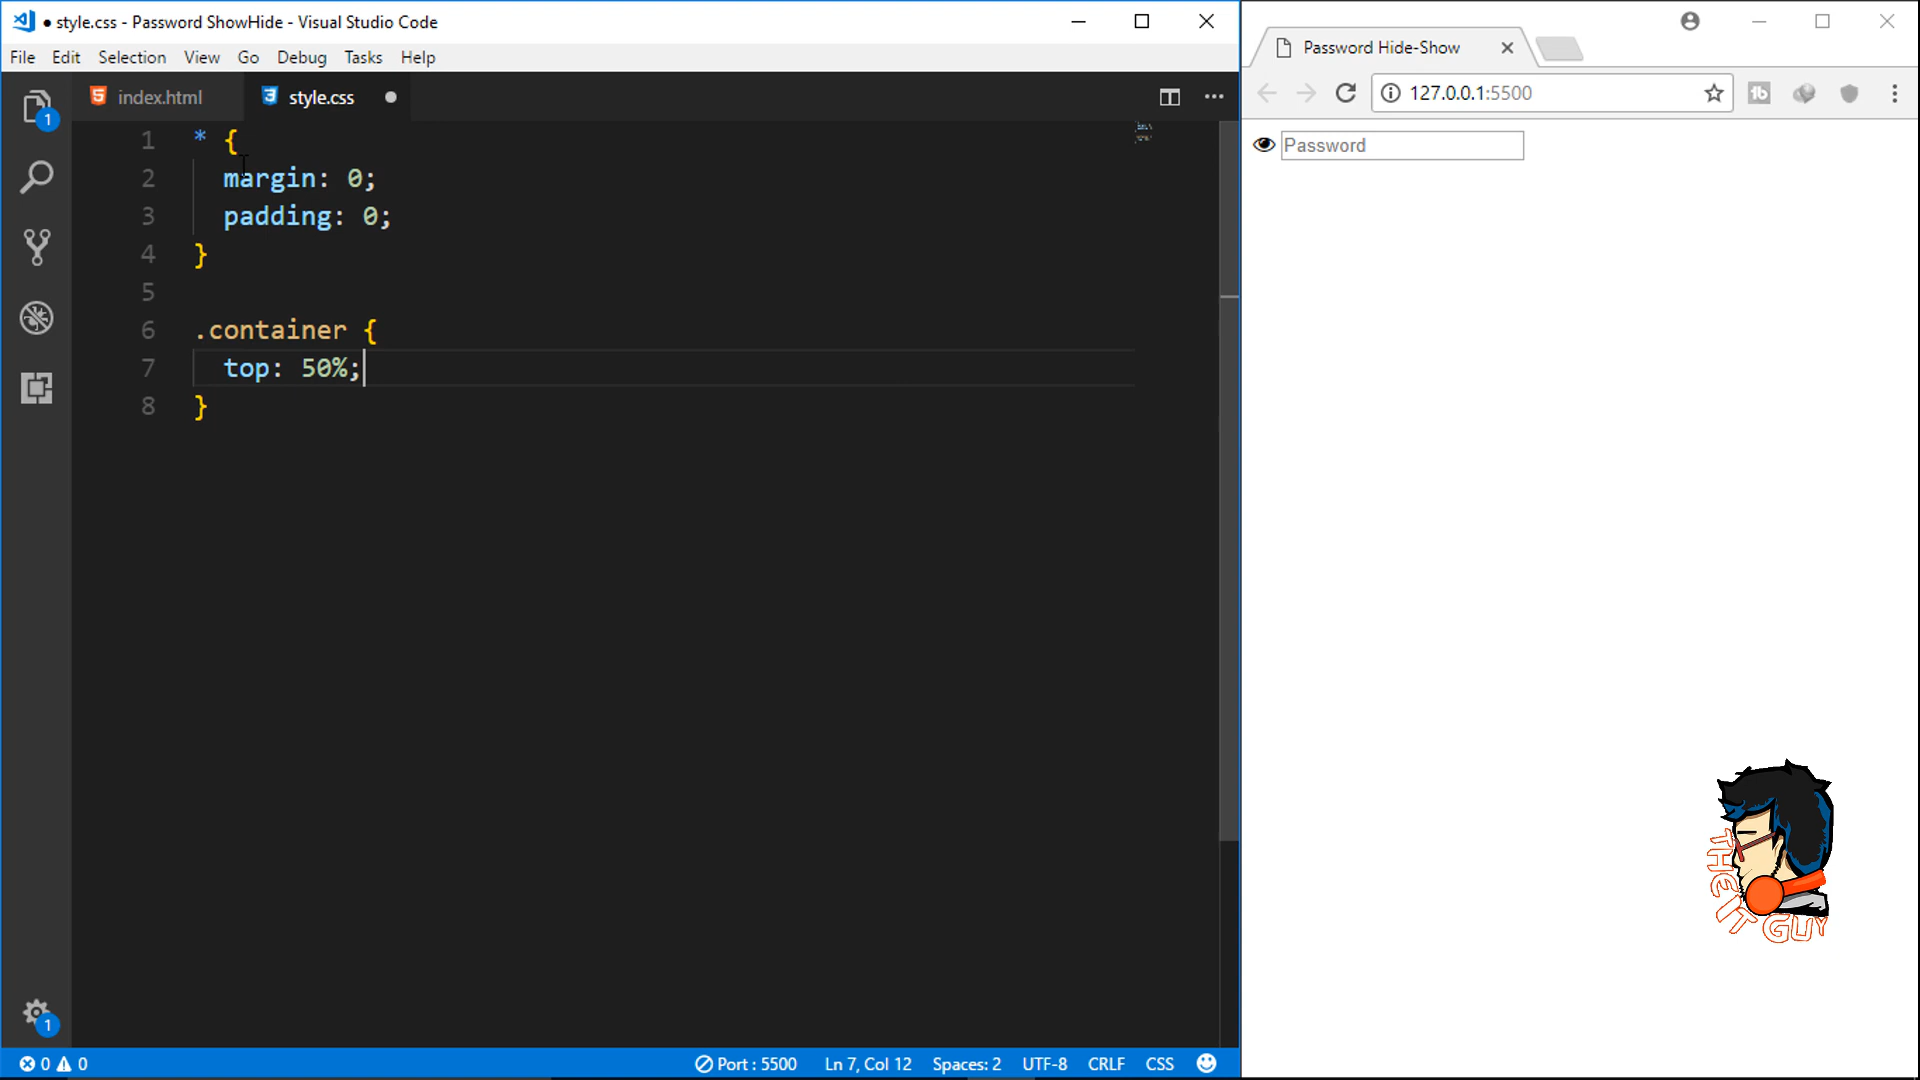 ● style.css - Password ShowHide - Visual Studio Code
File Edit Selection View Go Debug Tasks Help
index.html style.css ●
1 * {
2 margin: 0;
3 padding: 0;
4 }
5
6 .container {
7 top: 50%;
8 }
1
1
0 0 Port : 5500 Ln 7, Col 12 Spaces: 2 UTF-8 CRLF CSS
Password Hide-Show
127.0.0.1:5500
Password
THE IT GUY